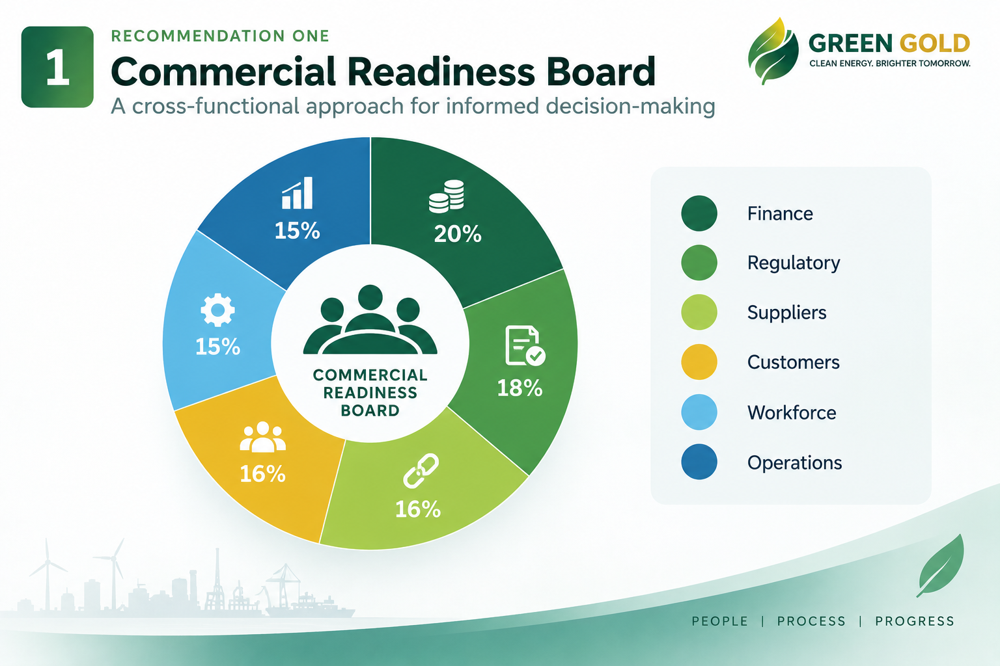 1
RECOMMENDATION ONE
Commercial Readiness Board
A cross-functional approach for informed decision-making
GREEN GOLD
CLEAN ENERGY. BRIGHTER TOMORROW.
15%
20%
15%
18%
16%
16%
COMMERCIAL
READINESS
BOARD
Finance
Regulatory
Suppliers
Customers
Workforce
Operations
PEOPLE | PROCESS | PROGRESS